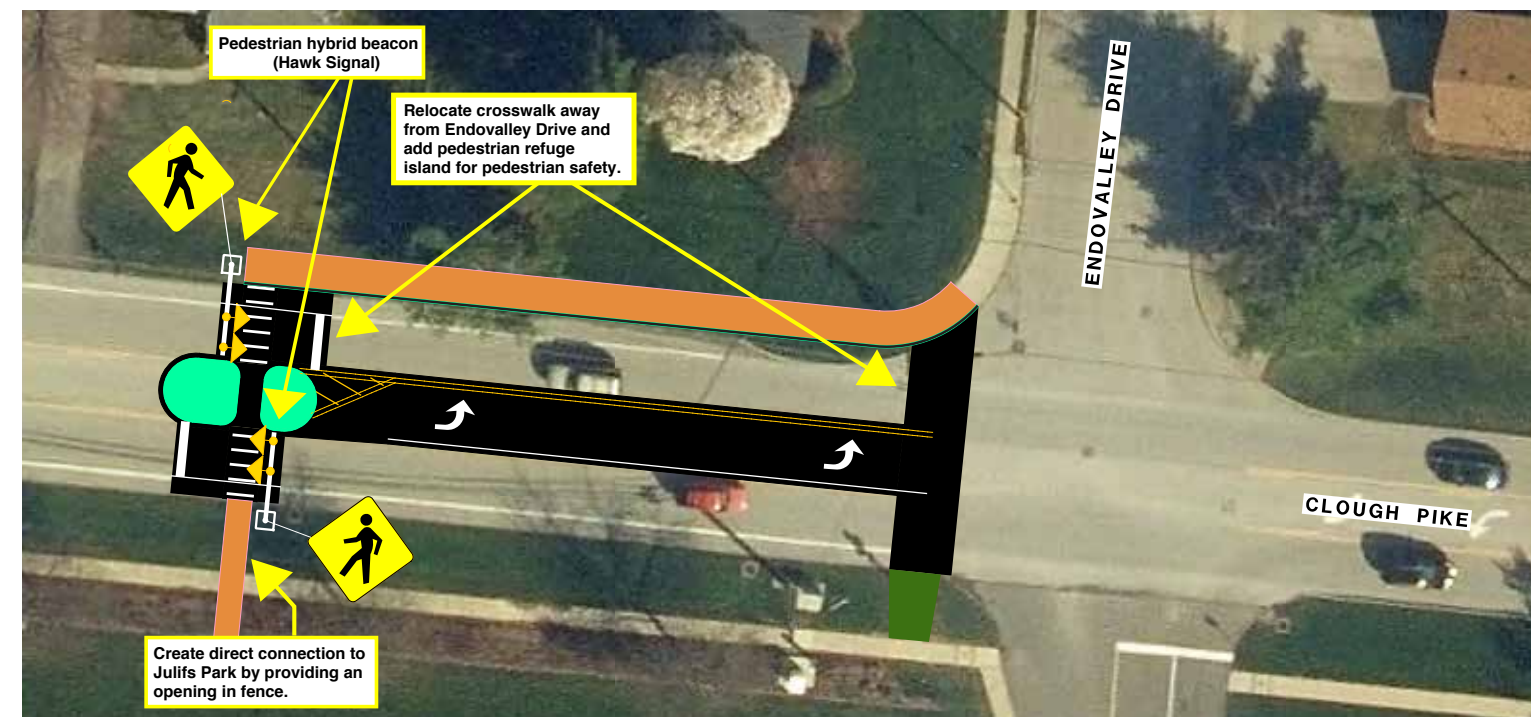 Pedestrian hybrid beacon
(Hawk Signal)
Relocate crosswalk away
from Endovalley Drive and
add pedestrian refuge
island for pedestrian safety.
ENDOVALLEY DRIVE
CLOUGH PIKE
Create direct connection to
Julifs Park by providing an
opening in fence.